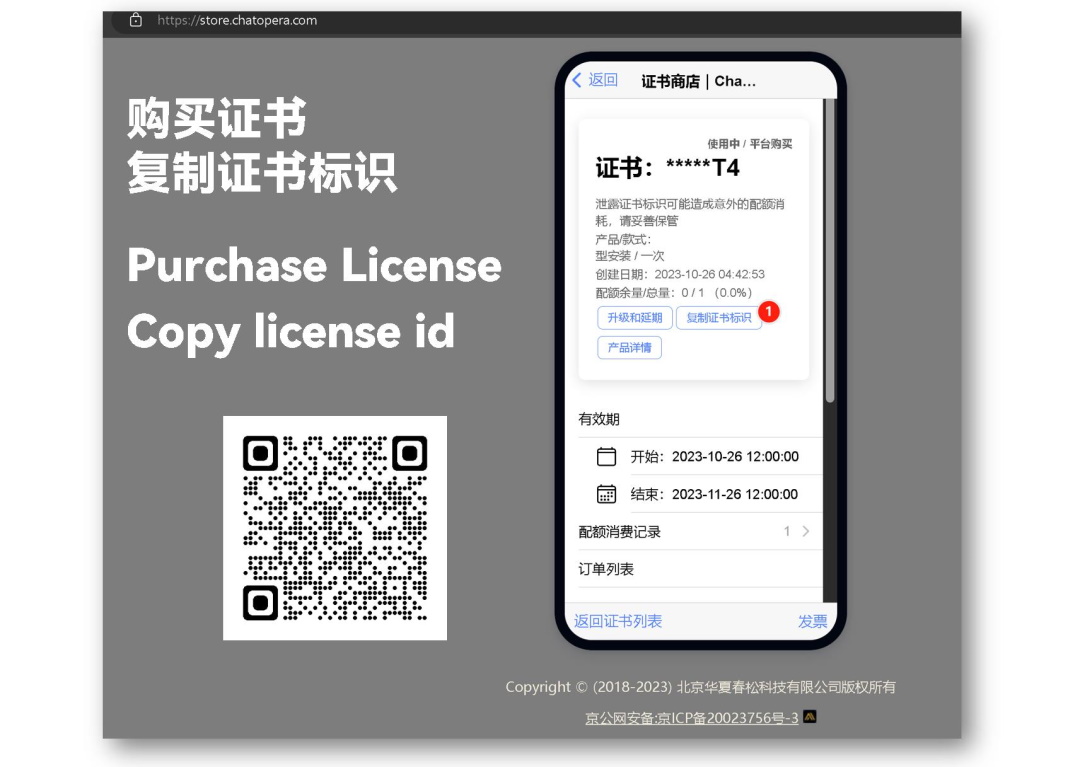 https://store.chatopera.com
购买证书
复制证书标识
Purchase License
Copy license id
返回
证书商店 | Cha...
使用中 / 平台购买
证书：*****T4
泄露证书标识可能造成意外的配额消
耗，请妥善保管
产品/款式：
型安装 / 一次
创建日期：2023-10-26 04:42:53
配额余量/总量：0 / 1 （0.0%）
升级和延期
复制证书标识
1
产品详情
有效期
开始：2023-10-26 12:00:00
结束：2023-11-26 12:00:00
配额消费记录 1
订单列表
返回证书列表
发票
Copyright © (2018-2023) 北京华夏春松科技有限公司版权所有
京公网安备:京ICP备20023756号-3